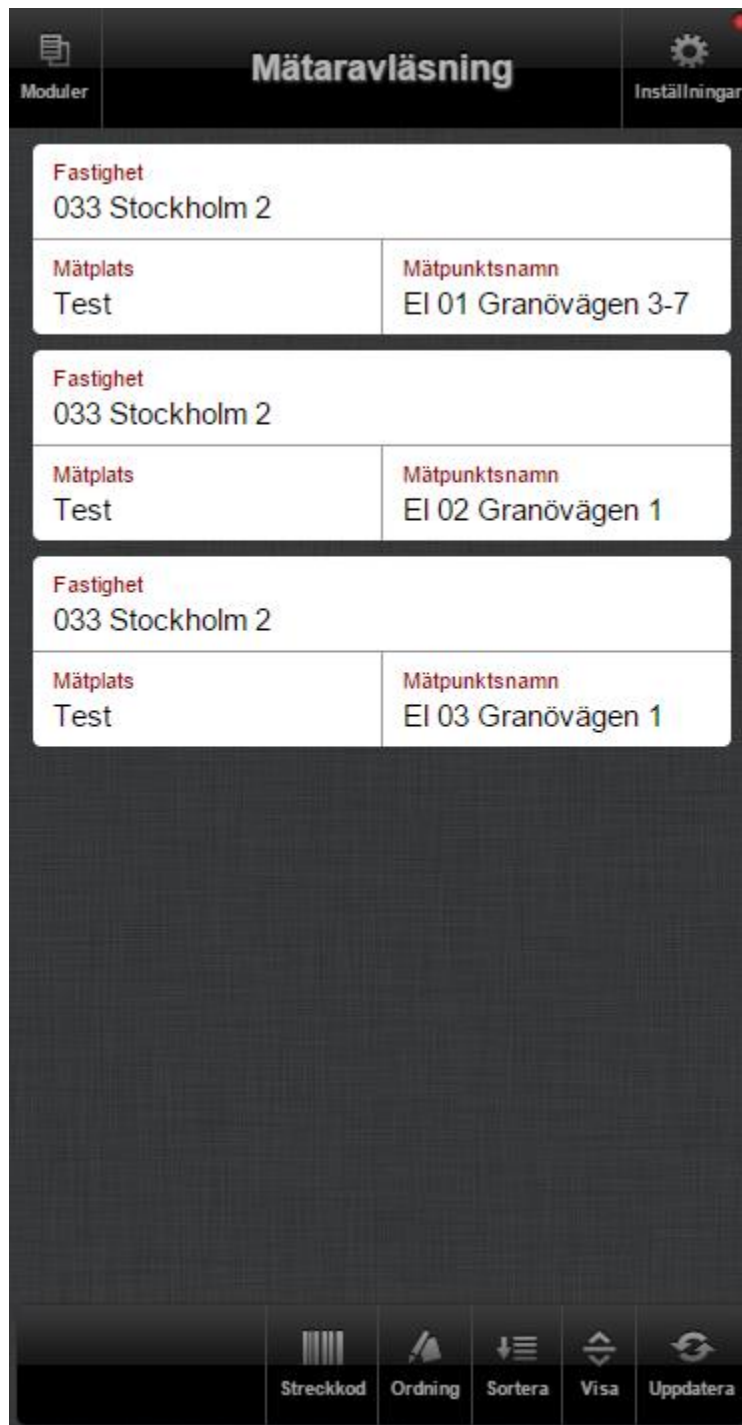 Moduler
Mätaravläsning
Inställningar
Fastighet
033 Stockholm 2
Mätplats
Mätpunktsnamn
Test
El 01 Granövägen 3-7
Fastighet
033 Stockholm 2
Mätplats
Mätpunktsnamn
Test
El 02 Granövägen 1
Fastighet
033 Stockholm 2
Mätplats
Mätpunktsnamn
Test
El 03 Granövägen 1
Streckkod
Ordning
Sortera
Visa
Uppdatera